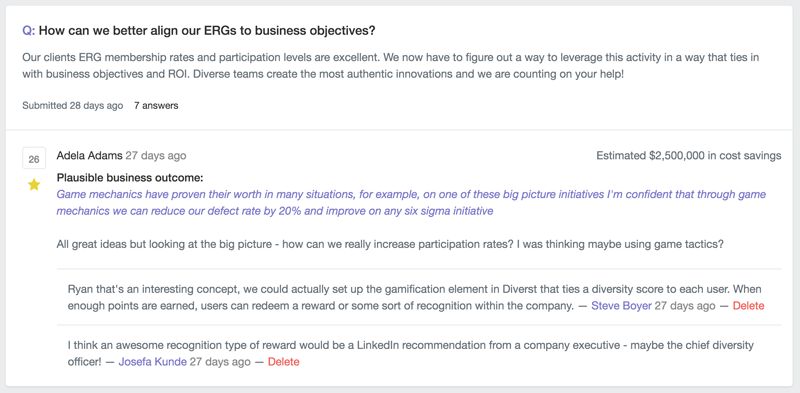 Q: How can we better align our ERGs to business objectives?
Our clients ERG membership rates and participation levels are excellent. We now have to figure out a way to leverage this activity in a way that ties in
with business objectives and ROI. Diverse teams create the most authentic innovations and we are counting on your help!
Submitted 28 days ago 7 answers
26
Adela Adams 27 days ago
Estimated $2,500,000 in cost savings
Plausible business outcome:
Game mechanics have proven their worth in many situations, for example, on one of these big picture initiatives I'm confident that through game
mechanics we can reduce our defect rate by 20% and improve on any six sigma initiative
All great ideas but looking at the big picture - how can we really increase participation rates? I was thinking maybe using game tactics?
Ryan that's an interesting concept, we could actually set up the gamification element in Diverst that ties a diversity score to each user. When
enough points are earned, users can redeem a reward or some sort of recognition within the company. — Steve Boyer 27 days ago — Delete
I think an awesome recognition type of reward would be a LinkedIn recommendation from a company executive - maybe the chief diversity
officer! — Josefa Kunde 27 days ago — Delete